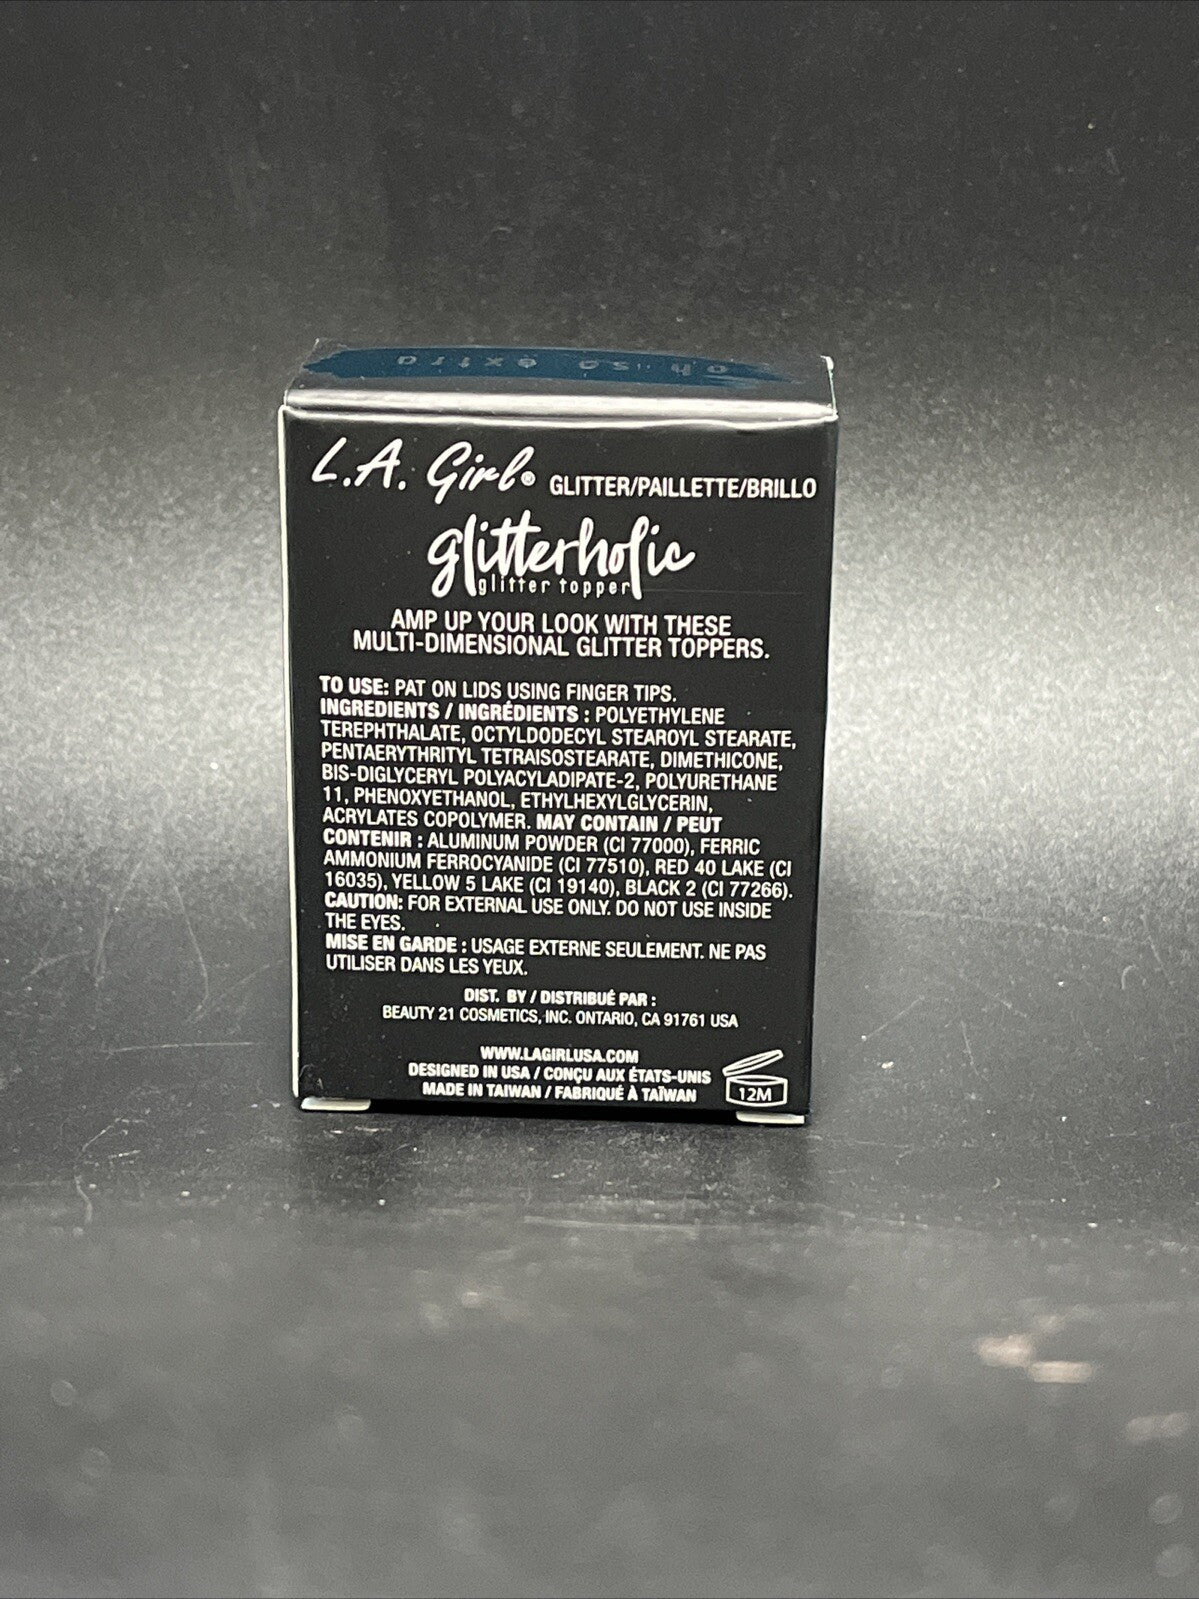 oh so extra
L.A. Girl® GLITTER/PAILLETTE/BRILLO
glitterholic
glitter topper
AMP UP YOUR LOOK WITH THESE
MULTI-DIMENSIONAL GLITTER TOPPERS.
TO USE: PAT ON LIDS USING FINGER TIPS.
INGREDIENTS / INGRÉDIENTS : POLYETHYLENE
TEREPHTHALATE, OCTYLDODECYL STEAROYL STEARATE,
PENTAERYTHRITYL TETRAISOSTEARATE, DIMETHICONE,
BIS-DIGLYCERYL POLYACYLADIPATE-2, POLYURETHANE
11, PHENOXYETHANOL, ETHYLHEXYLGLYCERIN,
ACRYLATES COPOLYMER. MAY CONTAIN / PEUT
CONTENIR : ALUMINUM POWDER (CI 77000), FERRIC
AMMONIUM FERROCYANIDE (CI 77510), RED 40 LAKE (CI
16035), YELLOW 5 LAKE (CI 19140), BLACK 2 (CI 77266).
CAUTION: FOR EXTERNAL USE ONLY. DO NOT USE INSIDE
THE EYES.
MISE EN GARDE : USAGE EXTERNE SEULEMENT. NE PAS
UTILISER DANS LES YEUX.
DIST. BY / DISTRIBUÉ PAR :
BEAUTY 21 COSMETICS, INC. ONTARIO, CA 91761 USA
WWW.LAGIRLUSA.COM
DESIGNED IN USA / CONÇU AUX ÉTATS-UNIS
MADE IN TAIWAN / FABRIQUÉ À TAÏWAN
12M